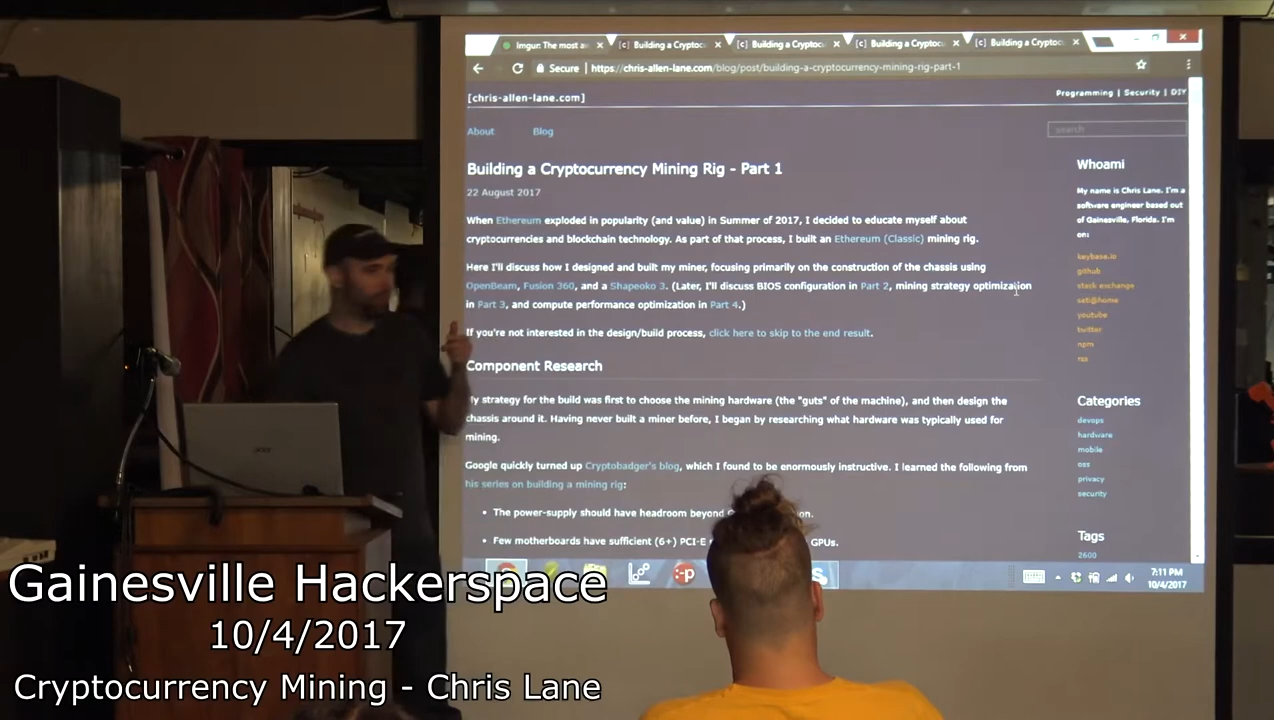 Imgur: The most a
[c] Building a Cryptoc
[c] Building a Cryptoc
[c] Building a Cryptoc
[c] Building a Cryptoc
Secure | https://chris-allen-lane.com/blog/post/building-a-cryptocurrency-mining-rig-part-1
[chris-allen-lane.com]
Programming | Security | DIY
About
Blog
search
Building a Cryptocurrency Mining Rig - Part 1
22 August 2017
When Ethereum exploded in popularity (and value) in Summer of 2017, I decided to educate myself about
cryptocurrencies and blockchain technology. As part of that process, I built an Ethereum (Classic) mining rig.
Here I'll discuss how I designed and built my miner, focusing primarily on the construction of the chassis using
OpenBeam, Fusion 360, and a Shapeoko 3. (Later, I'll discuss BIOS configuration in Part 2, mining strategy optimization
in Part 3, and compute performance optimization in Part 4.)
If you're not interested in the design/build process, click here to skip to the end result.
Component Research
y strategy for the build was first to choose the mining hardware (the "guts" of the machine), and then design the
chassis around it. Having never built a miner before, I began by researching what hardware was typically used for
mining.
Google quickly turned up Cryptobadger's blog, which I found to be enormously instructive. I learned the following from
his series on building a mining rig:
• The power-supply should have headroom beyond
• Few motherboards have sufficient (6+) PCI-E GPUs.
Whoami
My name is Chris Lane. I'm a
software engineer based out
of Gainesville, Florida. I'm
on:
keybase.io
github
stack exchange
seti@home
youtube
twitter
npm
rss
Categories
devops
hardware
mobile
oss
privacy
security
Tags
2600
7:11 PM
10/4/2017
acer
Gainesville Hackerspace
10/4/2017
Cryptocurrency Mining - Chris Lane